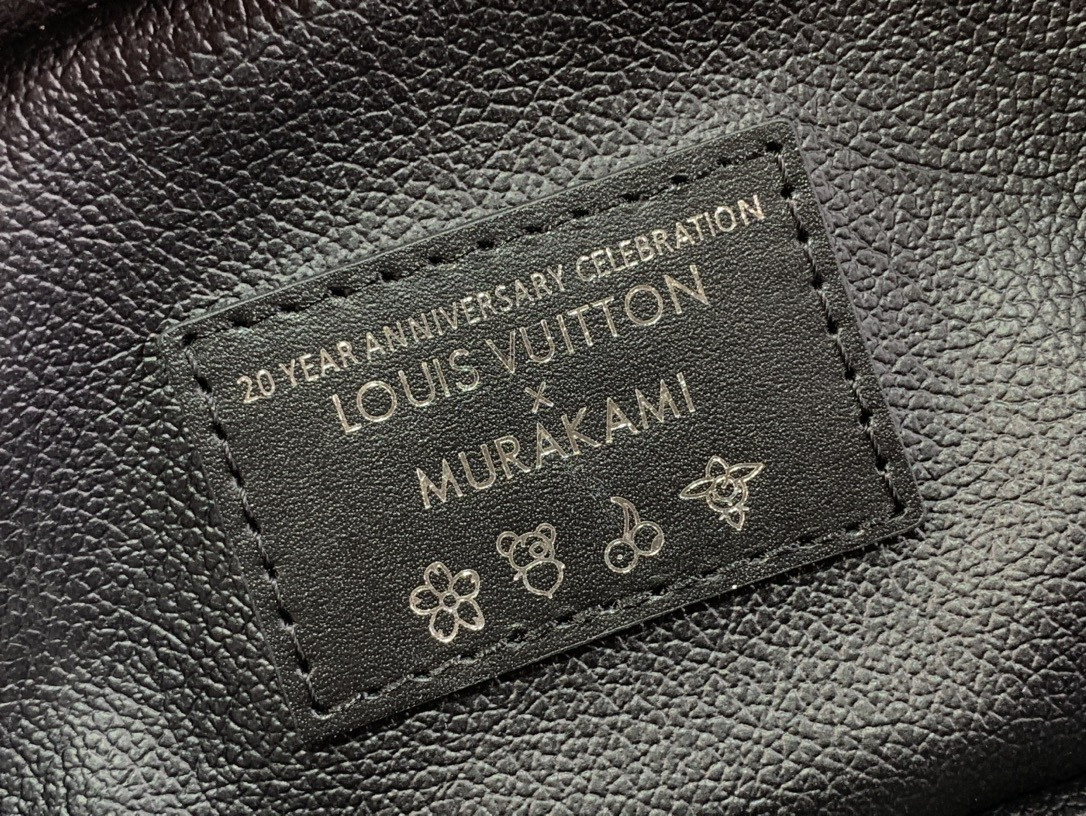 20 YEAR ANNIVERSARY CELEBRATION
LOUIS VUITTON
×
MURAKAMI